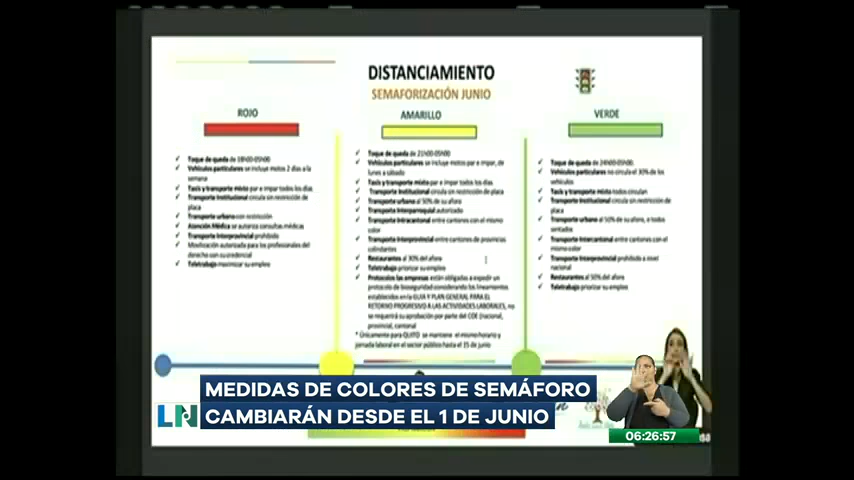 DISTANCIAMIENTO
SEMAFORIZACIÓN JUNIO
ROJO
Toque de queda de 18H00-05H00
Vehículos particulares se incluye motos 2 días a la
semana
Taxis y transporte mixto par e impar todos los días
Transporte Institucional circula sin restricción de
placa
Transporte urbano con restricción
Atención Médica se autoriza consultas médicas
Transporte Interprovincial prohibido
Movilización autorizada para los profesionales del
derecho con su credencial
Teletrabajo maximizar su empleo
AMARILLO
Toque de queda de 21H00-05H00
Vehículos particulares se incluye motos par e impar, de
lunes a sábado
Taxis y transporte mixto par e impar todos los días
Transporte Institucional circula sin restricción de placa
Transporte urbano al 50% de su aforo
Transporte Interparroquial autorizado
Transporte Intracantonal entre cantones con el mismo
color
Transporte Interprovincial entre cantones de provincias
colindantes
Restaurantes al 30% del aforo
Teletrabajo priorizar su empleo
Protocolos las empresas están obligadas a expedir un
protocolo de bioseguridad considerando los lineamientos
establecidos en la GUIA Y PLAN GENERAL PARA EL
RETORNO PROGRESIVO A LAS ACTIVIDADES LABORALES, no
se requerirá su aprobación por parte del COE (nacional,
provincial, cantonal
* Únicamente para QUITO se mantiene el mismo horario y
jornada laboral en el sector público hasta el 15 de junio
VERDE
Toque de queda de 24H00-05H00.
Vehículos particulares no circula el 30% de los
vehículos
Taxis y transporte mixto todos circulan
Transporte Institucional circula sin restricción de
placa
Transporte urbano al 50% de su aforo, e todos
sentados
Transporte Intercantonal entre cantones con el
mismo color
Transporte Interprovincial prohibido a nivel
nacional
Restaurantes al 50% del aforo
Teletrabajo priorizar su empleo
LN
MEDIDAS DE COLORES DE SEMÁFORO
CAMBIARÁN DESDE EL 1 DE JUNIO
06:26:57